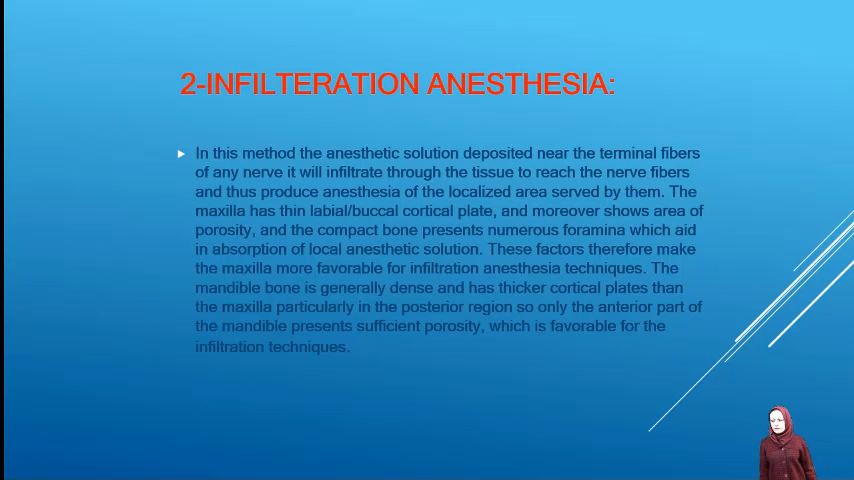 2-INFILTERATION ANESTHESIA:
In this method the anesthetic solution deposited near the terminal fibers
of any nerve it will infiltrate through the tissue to reach the nerve fibers
and thus produce anesthesia of the localized area served by them. The
maxilla has thin labial/buccal cortical plate, and moreover shows area of
porosity, and the compact bone presents numerous foramina which aid
in absorption of local anesthetic solution. These factors therefore make
the maxilla more favorable for infiltration anesthesia techniques. The
mandible bone is generally dense and has thicker cortical plates than
the maxilla particularly in the posterior region so only the anterior part of
the mandible presents sufficient porosity, which is favorable for the
infiltration techniques.